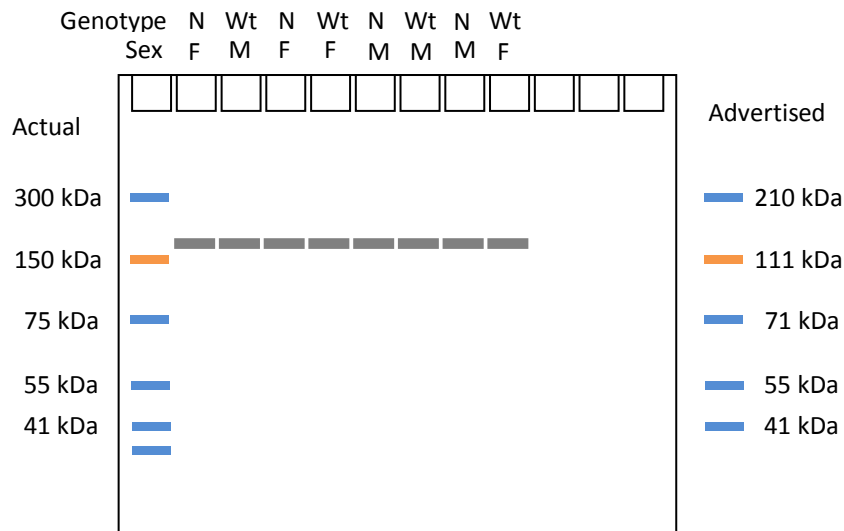 Genotype N Wt N Wt N Wt N Wt
Sex F M F F M M M F
Actual
Advertised
300 kDa 210 kDa
150 kDa 111 kDa
75 kDa 71 kDa
55 kDa 55 kDa
41 kDa 41 kDa